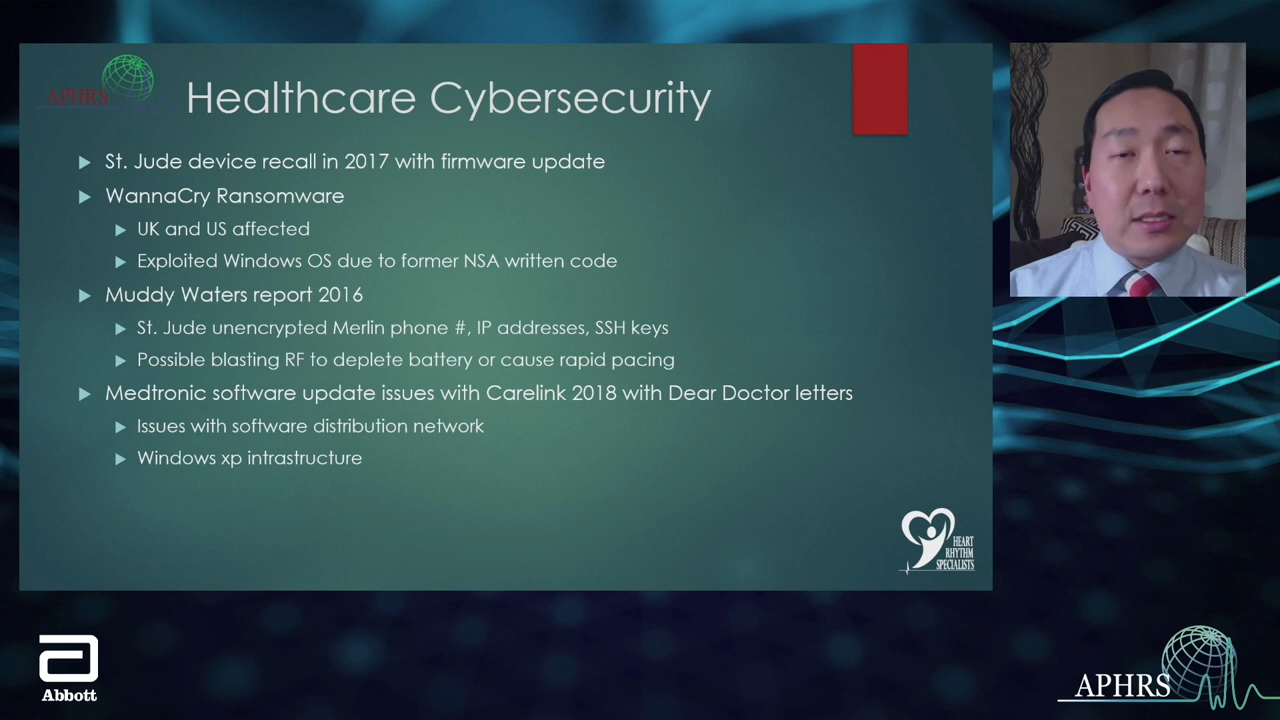 APHRS
Healthcare Cybersecurity
St. Jude device recall in 2017 with firmware update
WannaCry Ransomware
UK and US affected
Exploited Windows OS due to former NSA written code
Muddy Waters report 2016
St. Jude unencrypted Merlin phone #, IP addresses, SSH keys
Possible blasting RF to deplete battery or cause rapid pacing
Medtronic software update issues with Carelink 2018 with Dear Doctor letters
Issues with software distribution network
Windows xp intrastructure
HEART
RHYTHM
SPECIALISTS
Abbott
APHRS